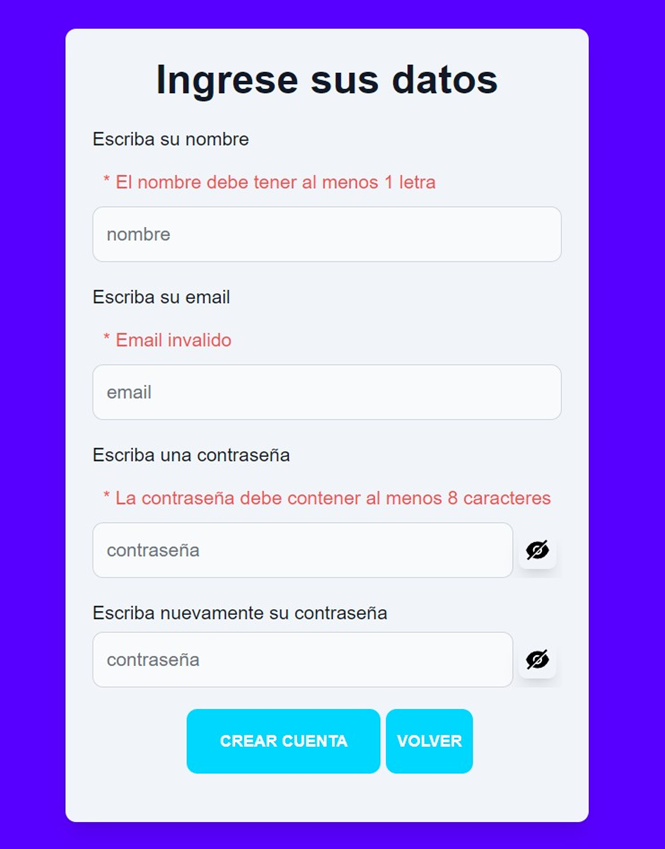 Ingrese sus datos
Escriba su nombre
* El nombre debe tener al menos 1 letra
nombre
Escriba su email
* Email invalido
email
Escriba una contraseña
* La contraseña debe contener al menos 8 caracteres
contraseña
Escriba nuevamente su contraseña
contraseña
CREAR CUENTA VOLVER